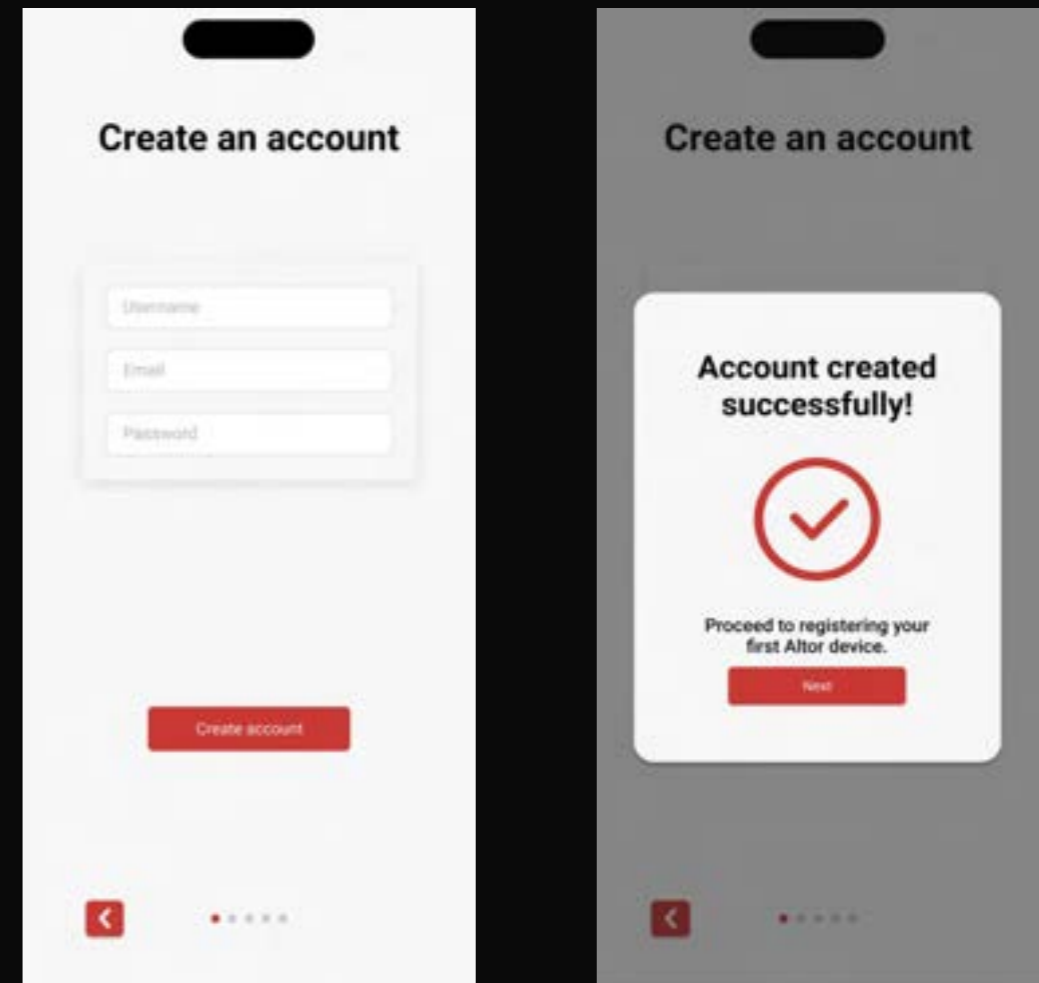 Create an account
Username
Email
Password
Create account
Create an account
Account created
successfully!
Proceed to registering your
first Altor device.
Next